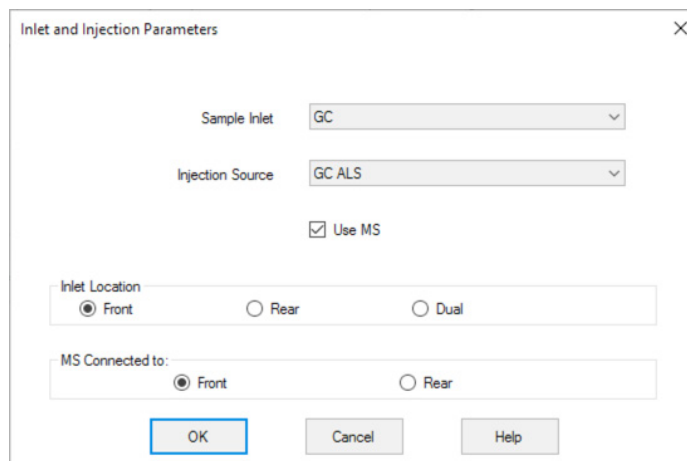 Inlet and Injection Parameters
Sample Inlet GC
Injection Source GC ALS
Use MS
Inlet Location
Front Rear Dual
MS Connected to:
Front Rear
OK Cancel Help